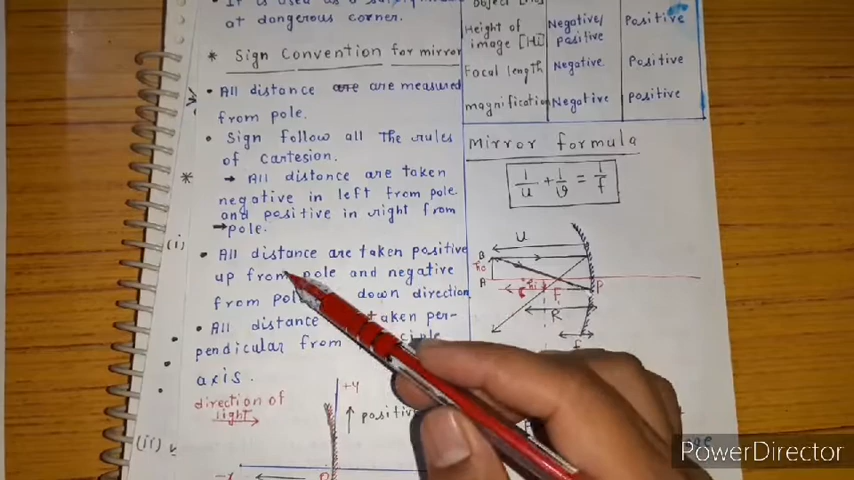 at dangerous corner.
* Sign Convention for mirror
• All distance are are measured
from pole.
• Sign follow all The rules
of cartesion.
* → All distance are taken
negative in left from pole.
and positive in right from
→ pole.
(i)
• All distance are taken positive
up from pole and negative
from down direction
• All distance taken per-
pendicular from
axis.
direction of
light
+y
positive
(ii)
-x
P
Height of
image [Hi]
Negative/
positive
Positive
Focal length
Negative
Positive
magnification
Negative
positive
Mirror formula
1/u + 1/v = 1/f
u
B
ho
A
hi
F
P
R
f
PowerDirector